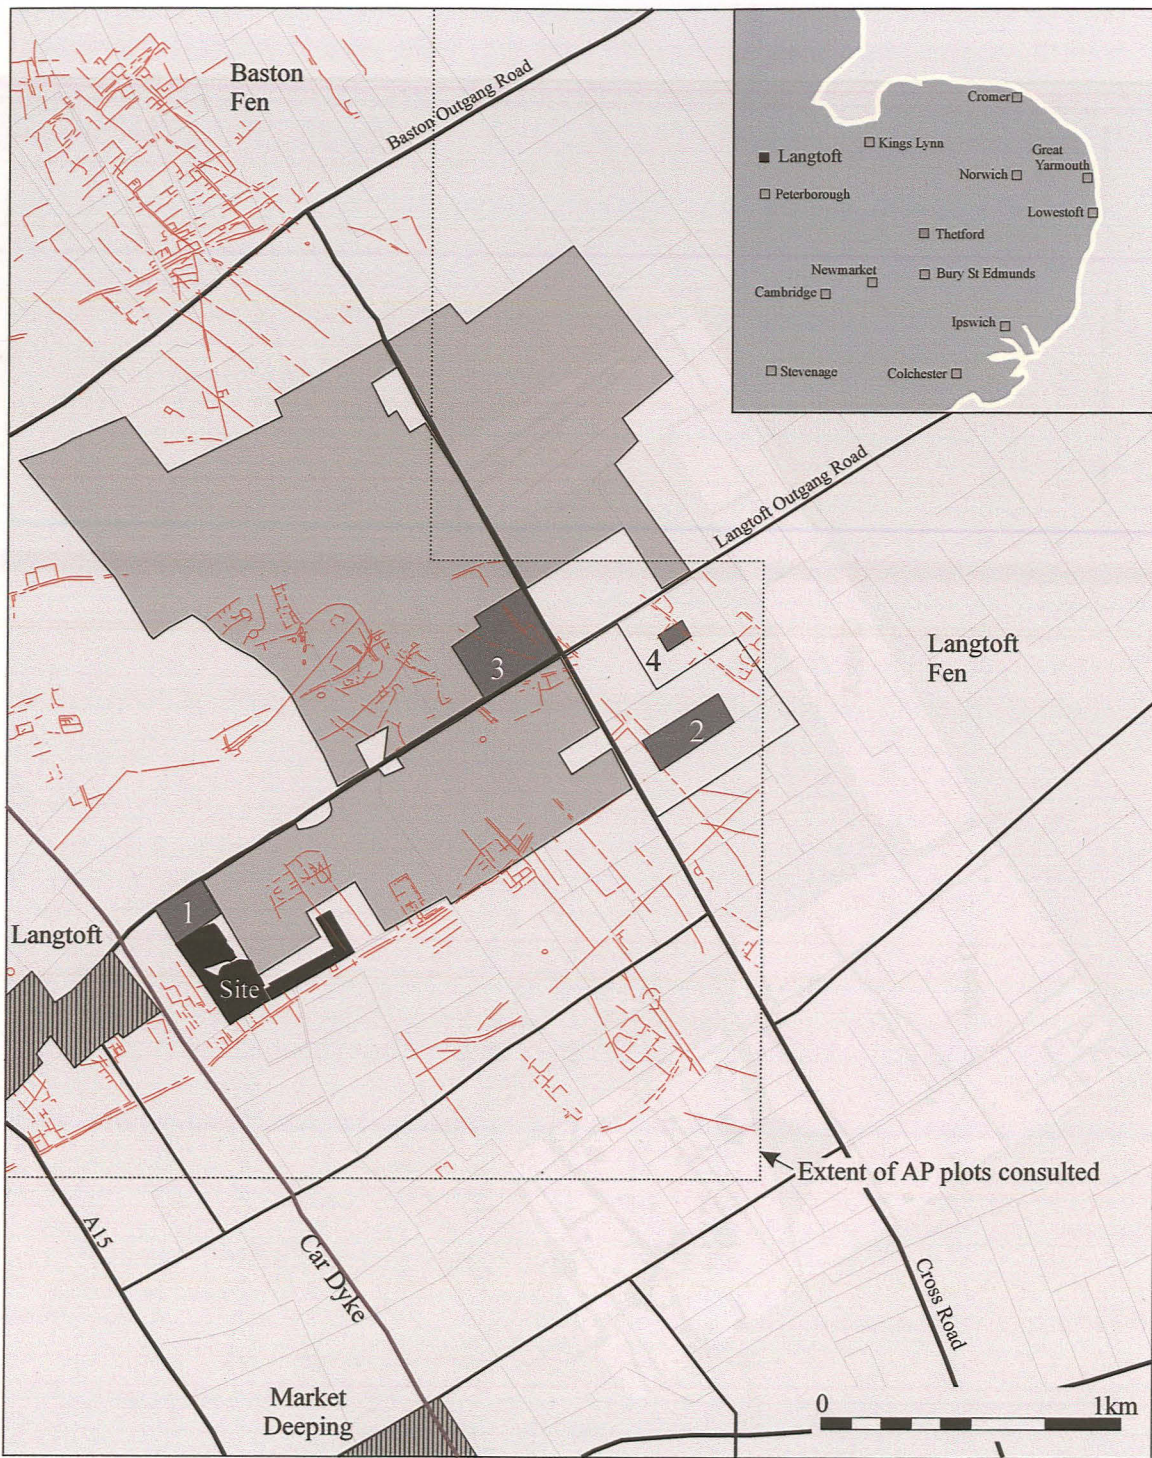 Baston
Fen
Baston Outgang Road
Cromer
Kings Lynn
Great
Yarmouth
Langtoft
Norwich
Peterborough
Lowestoft
Thetford
Newmarket
Bury St Edmunds
Cambridge
Ipswich
Stevenage
Colchester
Langtoft Outgang Road
Langtoft
Fen
3
4
2
1
Langtoft
Site
Extent of AP plots consulted
A15
Car Dyke
Cross Road
Market
Deeping
0
1km